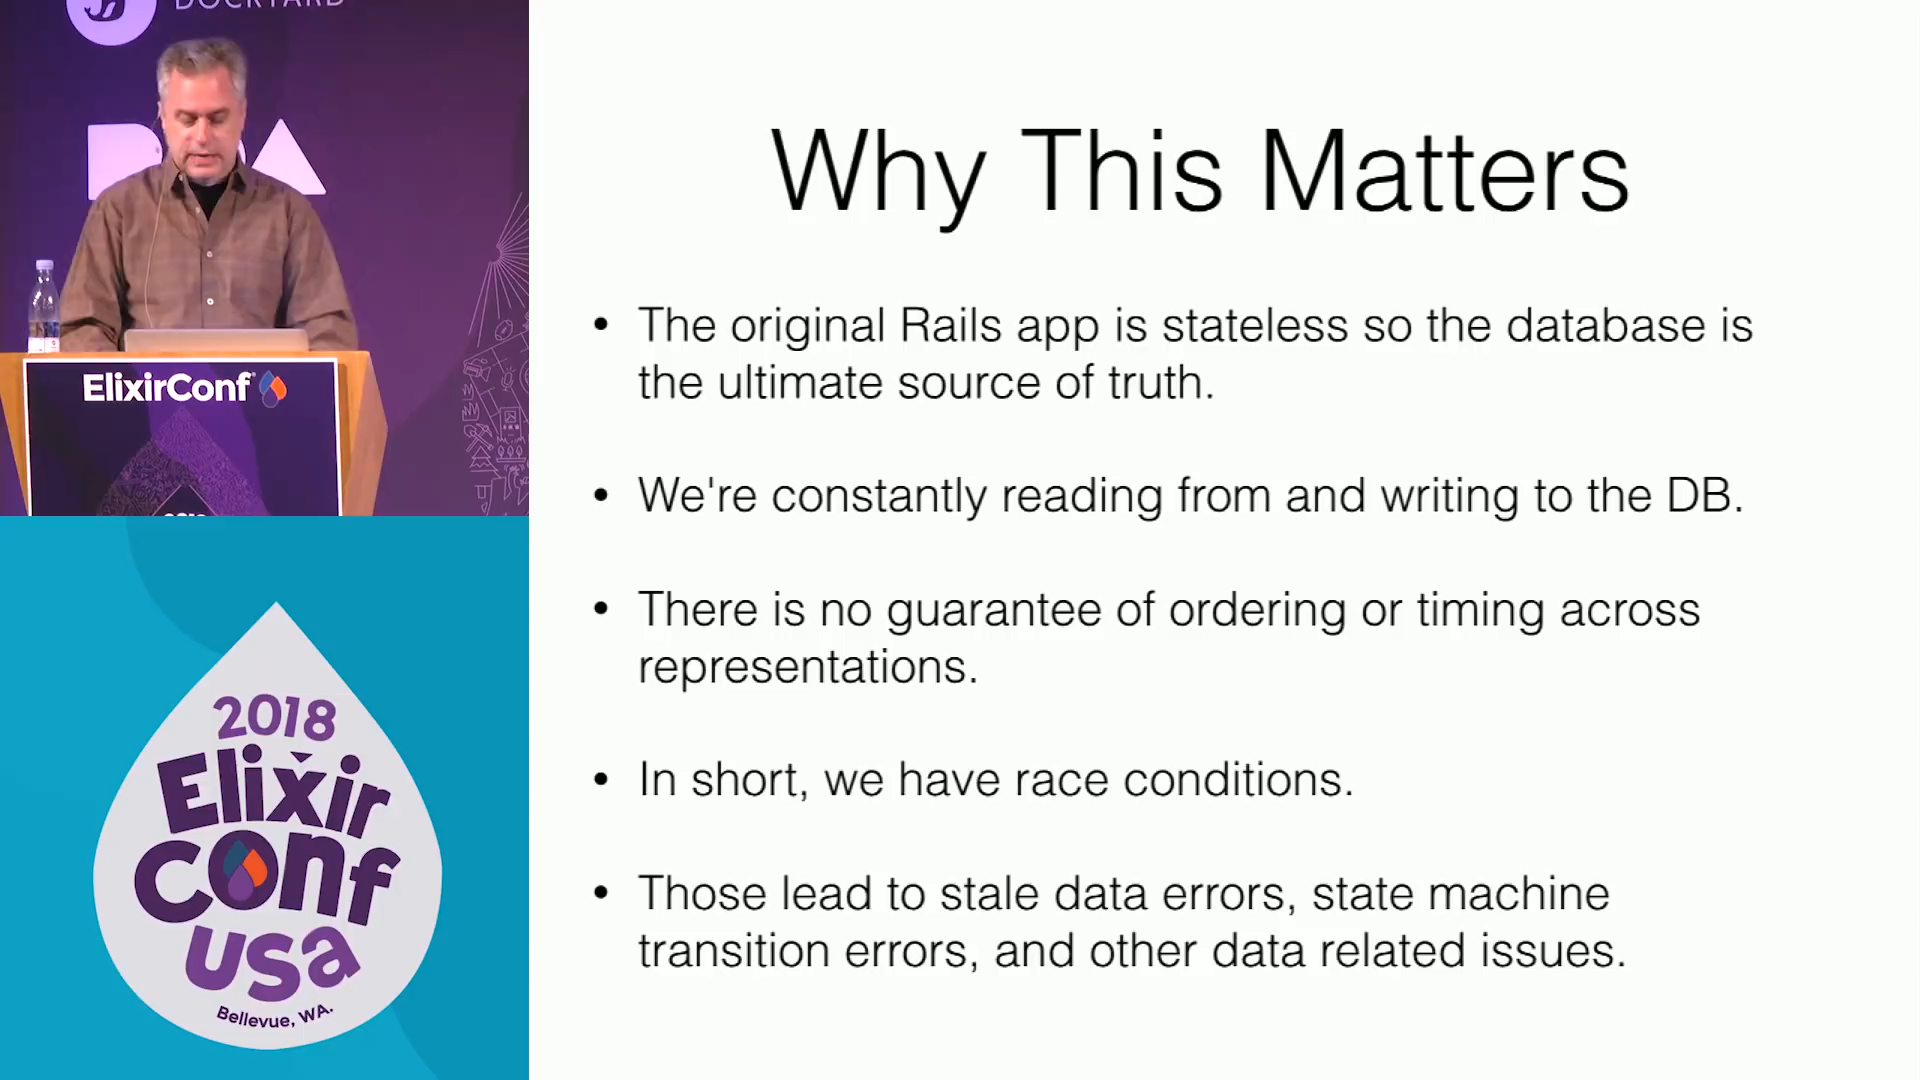 DOCKYARD
ElixirConf
2018
Elixir
Conf
USA
Bellevue, WA.
Why This Matters
• The original Rails app is stateless so the database is
the ultimate source of truth.
• We're constantly reading from and writing to the DB.
• There is no guarantee of ordering or timing across
representations.
• In short, we have race conditions.
• Those lead to stale data errors, state machine
transition errors, and other data related issues.